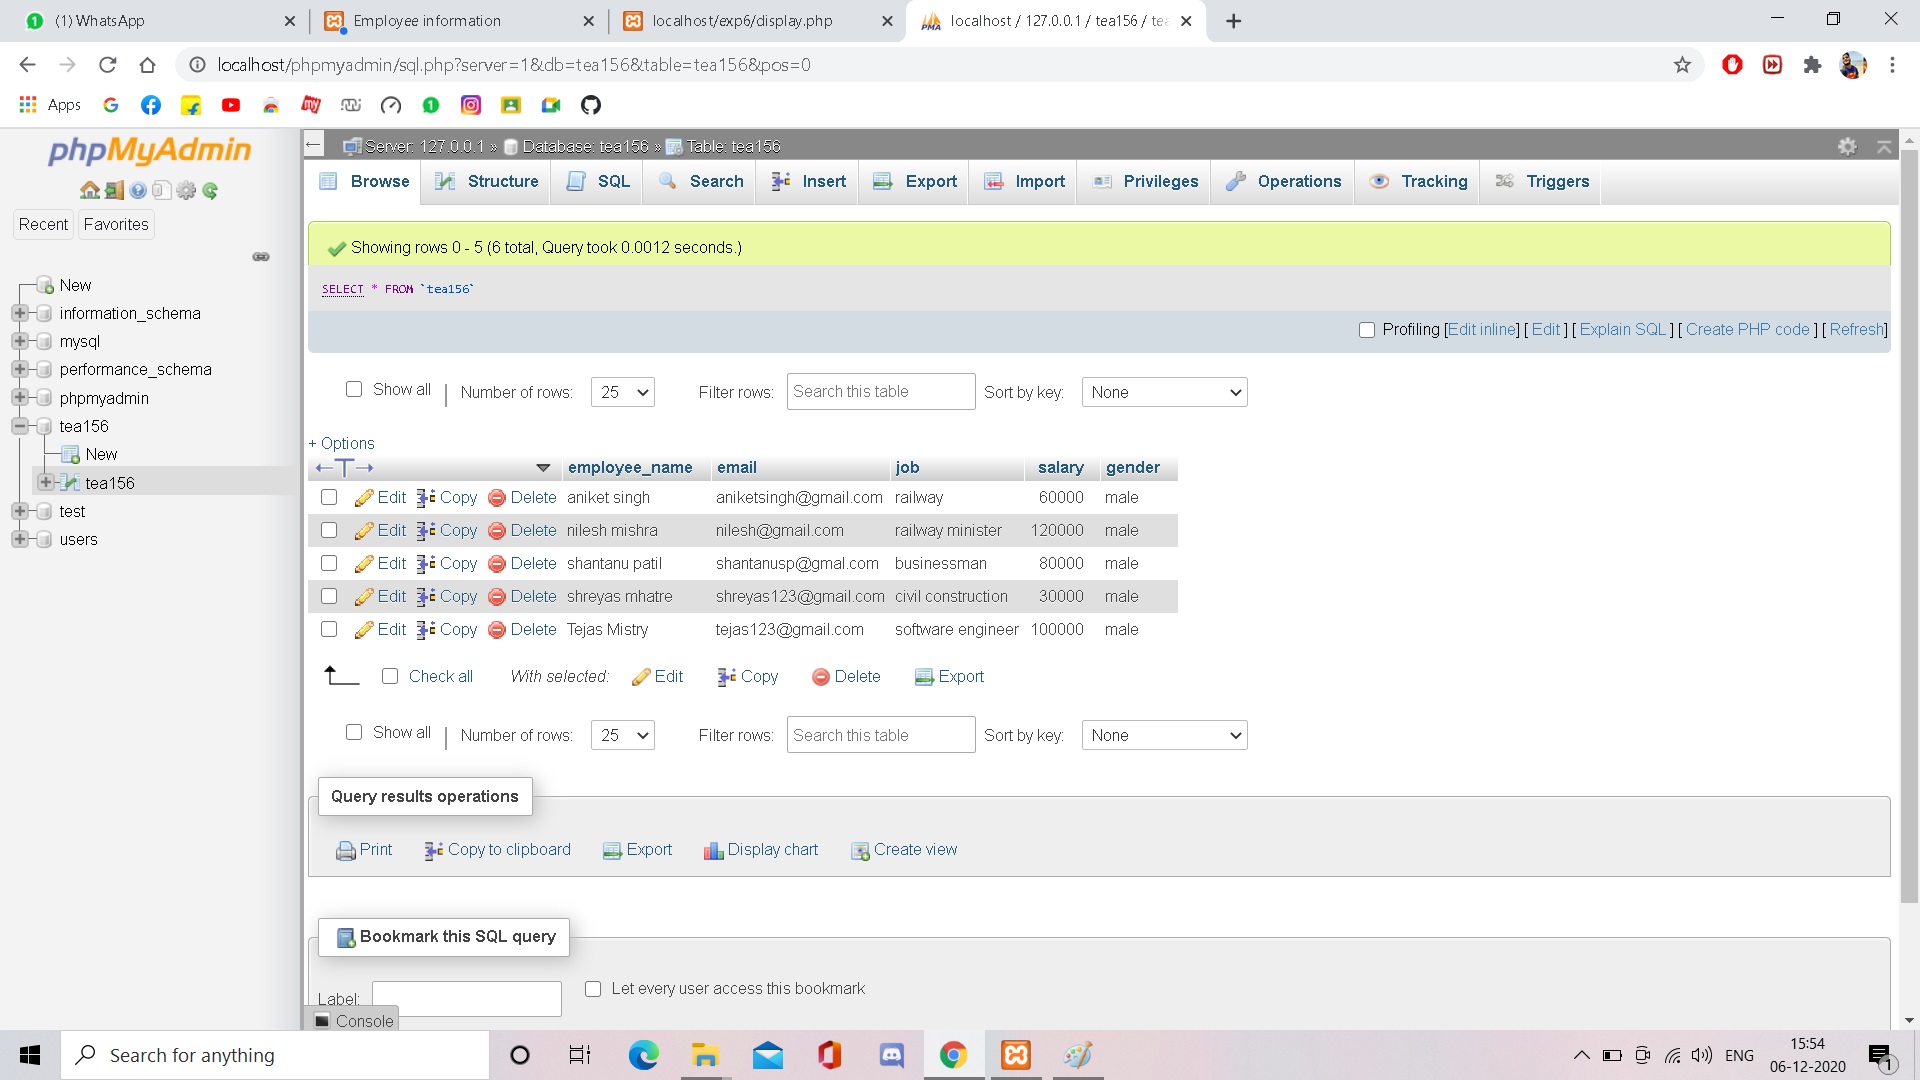 (1) WhatsApp
Employee information
localhost/exp6/display.php
localhost / 127.0.0.1 / tea156 / tea
localhost/phpmyadmin/sql.php?server=1&db=tea156&table=tea156&pos=0
Apps
phpMyAdmin
Recent Favorites
New
information_schema
mysql
performance_schema
phpmyadmin
tea156
New
tea156
test
users
Server: 127.0.0.1 » Database: tea156 » Table: tea156
Browse Structure SQL Search Insert Export Import Privileges Operations Tracking Triggers
Showing rows 0 - 5 (6 total, Query took 0.0012 seconds.)
SELECT * FROM `tea156`
Profiling [Edit inline] [ Edit ] [ Explain SQL ] [ Create PHP code ] [ Refresh]
Show all | Number of rows: 25 Filter rows: Search this table Sort by key: None
+ Options
employee_name email job salary gender
Edit Copy Delete aniket singh aniketsingh@gmail.com railway 60000 male
Edit Copy Delete nilesh mishra nilesh@gmail.com railway minister 120000 male
Edit Copy Delete shantanu patil shantanusp@gmal.com businessman 80000 male
Edit Copy Delete shreyas mhatre shreyas123@gmail.com civil construction 30000 male
Edit Copy Delete Tejas Mistry tejas123@gmail.com software engineer 100000 male
Check all With selected: Edit Copy Delete Export
Show all | Number of rows: 25 Filter rows: Search this table Sort by key: None
Query results operations
Print Copy to clipboard Export Display chart Create view
Bookmark this SQL query
Label: Let every user access this bookmark
Console
Search for anything
ENG
15:54
06-12-2020
1